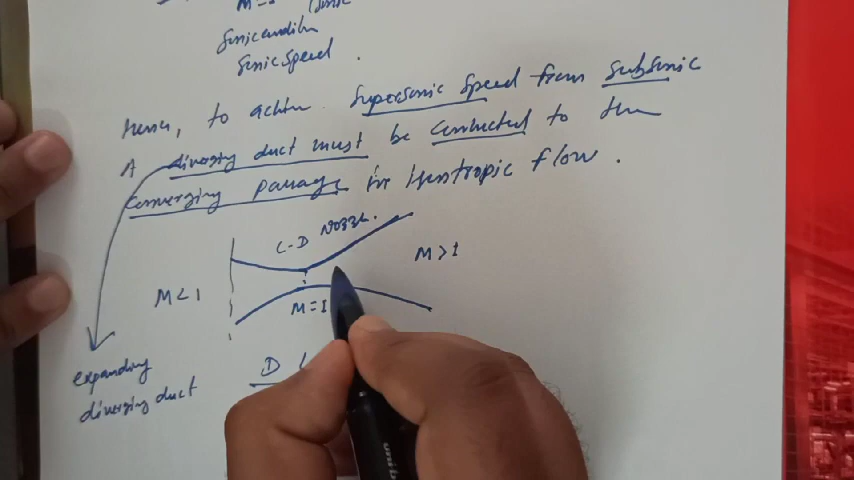 Sonic condition
Sonic Speed.
Hence, to achieve Supersonic Speed from Subsonic
A diverging duct must be connected to the
Converging passage in Isentropic flow.
C-D Nozzle.
M > 1
M < 1
M = 1
expanding
diverging duct
D